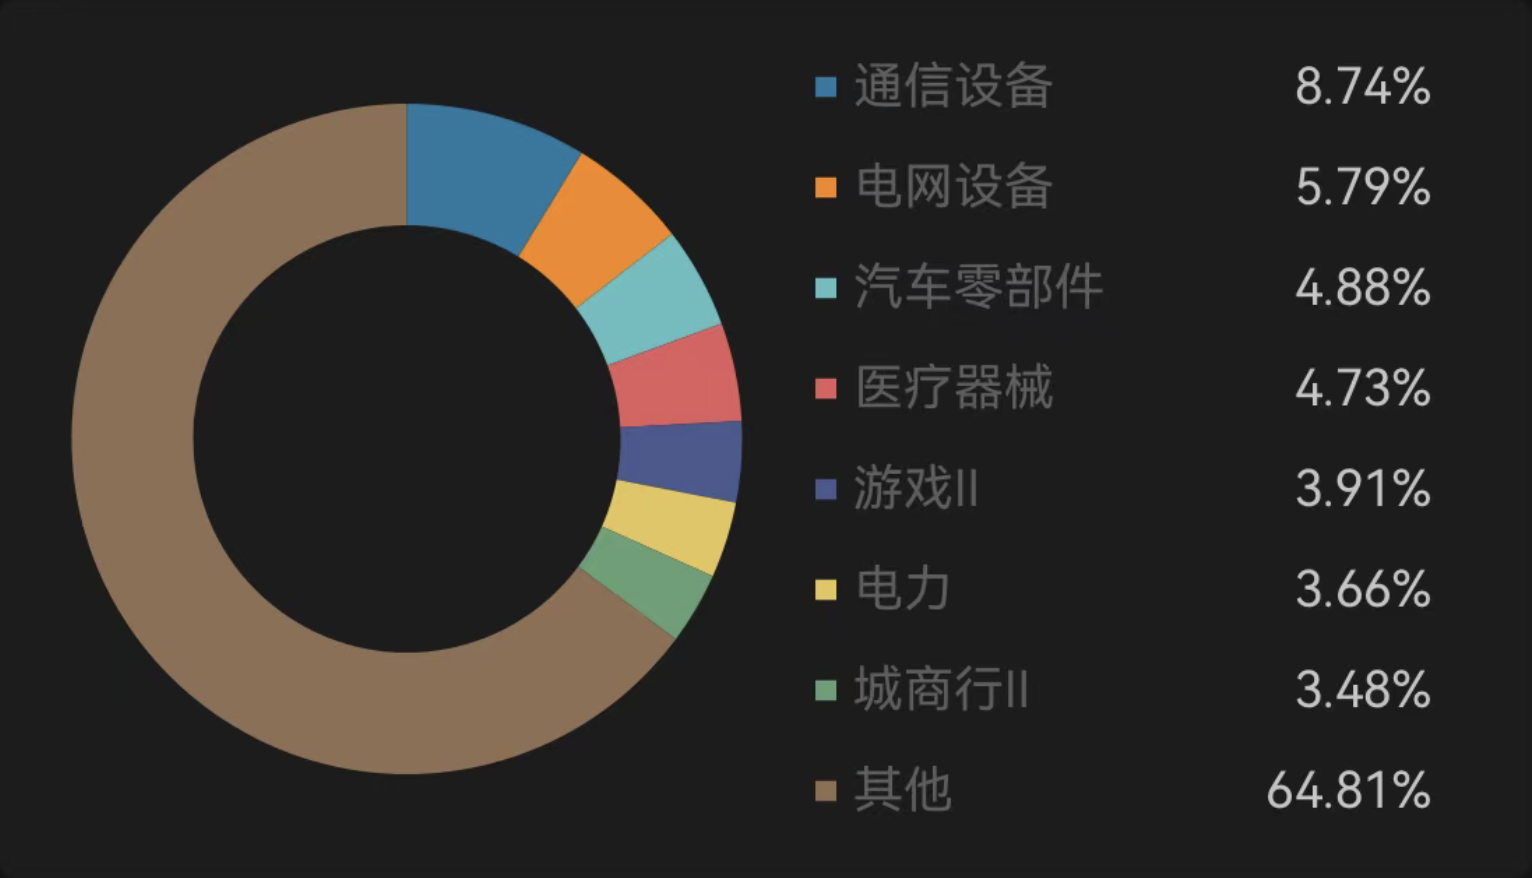 通信设备 8.74%
电网设备 5.79%
汽车零部件 4.88%
医疗器械 4.73%
游戏II 3.91%
电力 3.66%
城商行II 3.48%
其他 64.81%